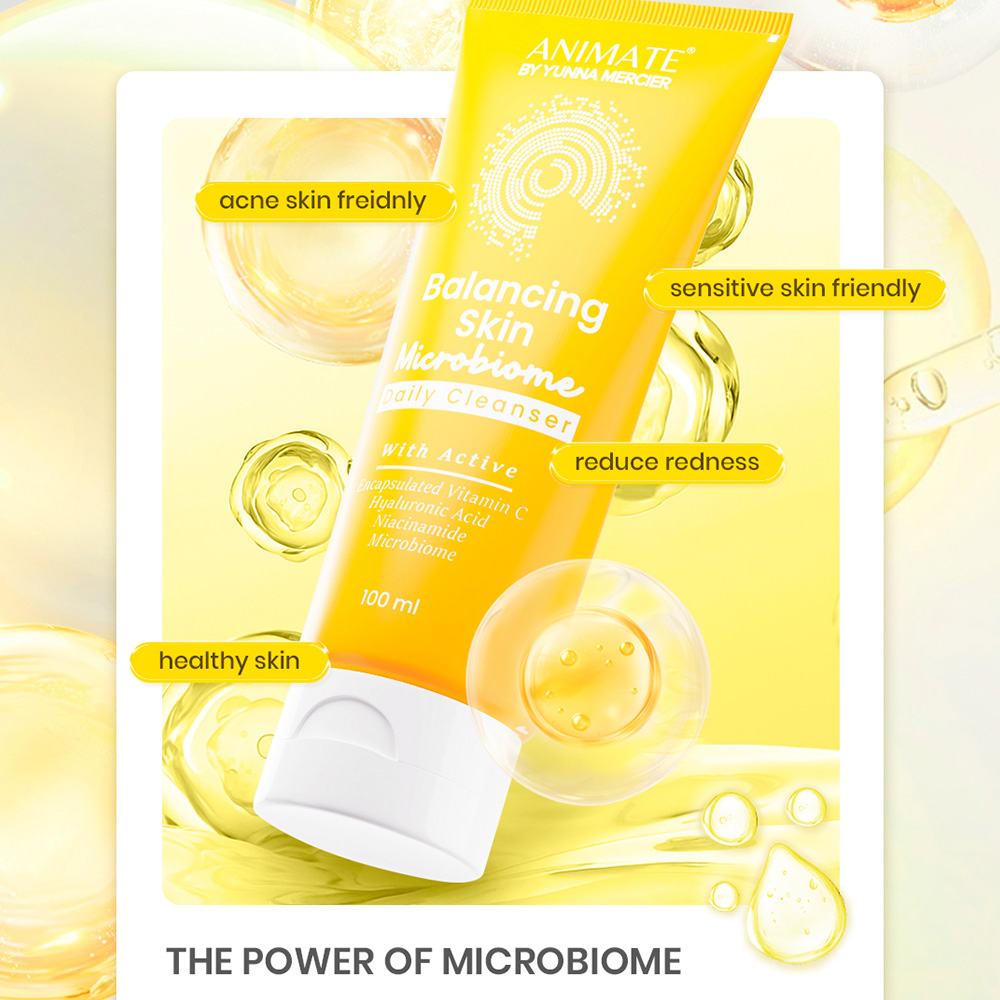 ANIMATE®
BY YUNNA MERCIER
acne skin freidnly
sensitive skin friendly
Balancing
Skin
Microbiome
Daily Cleanser
reduce redness
With Active
Encapsulated Vitamin C
Hyaluronic Acid
Niacinamide
Microbiome
100 ml
healthy skin
THE POWER OF MICROBIOME